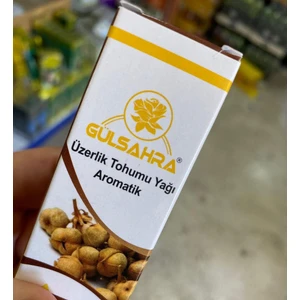 GÜLSAHRA®
Üzerlik Tohumu Yağı
Aromatik